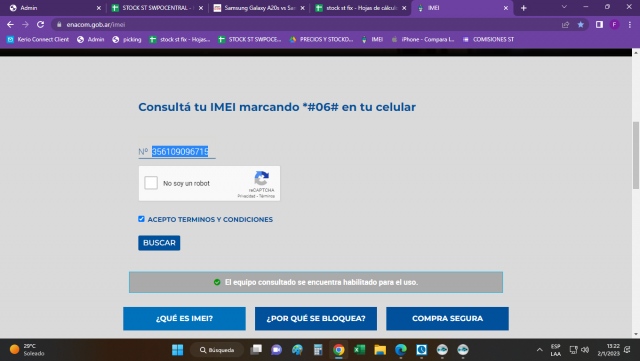 Admin
STOCK ST SWPOCENTRAL -
Samsung Galaxy A20x vs Sa
stock st fix - Hojas de cálcu
IMEI
enacom.gob.ar/imei
F
Kerio Connect Client
Admin
picking
stock st fix - Hojas...
STOCK ST SWPOCE...
PRECIOS Y STOCKD...
IMEI
iPhone - Compara l...
COMISIONES ST
Consultá tu IMEI marcando *#06# en tu celular
Nº 356109096715
No soy un robot
reCAPTCHA
Privacidad - Términos
ACEPTO TERMINOS Y CONDICIONES
BUSCAR
El equipo consultado se encuentra habilitado para el uso.
¿QUÉ ES IMEI?
¿POR QUÉ SE BLOQUEA?
COMPRA SEGURA
29°C
Soleado
Búsqueda
ESP
LAA
13:22
2/1/2023